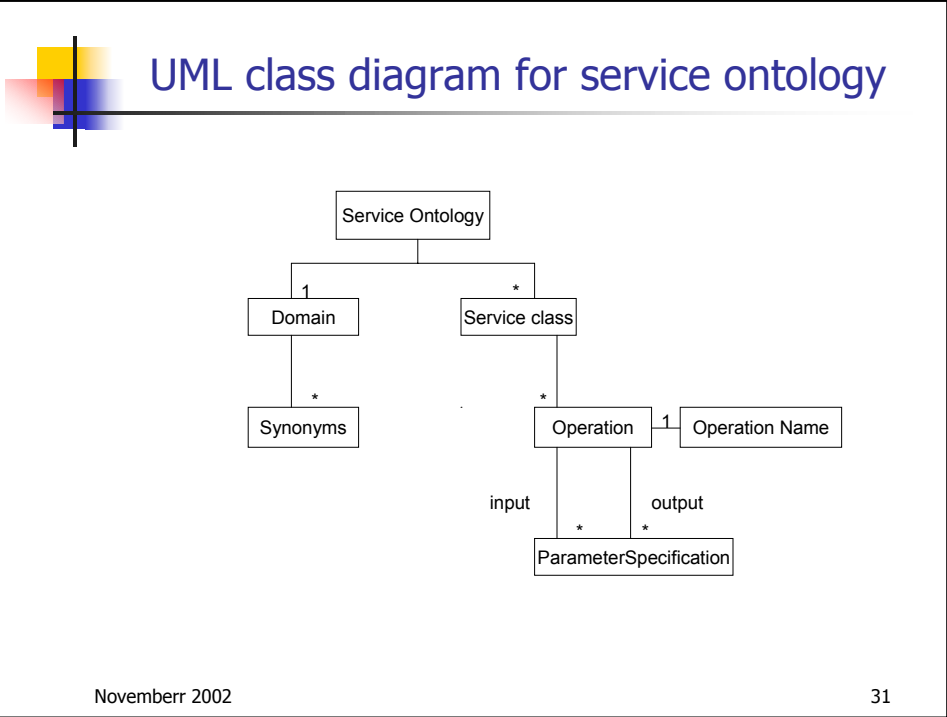 UML class diagram for service ontology
Service Ontology
1
*
Domain
Service class
*
*
Synonyms
Operation
1
Operation Name
input
output
*
*
ParameterSpecification
Novemberr 2002
31